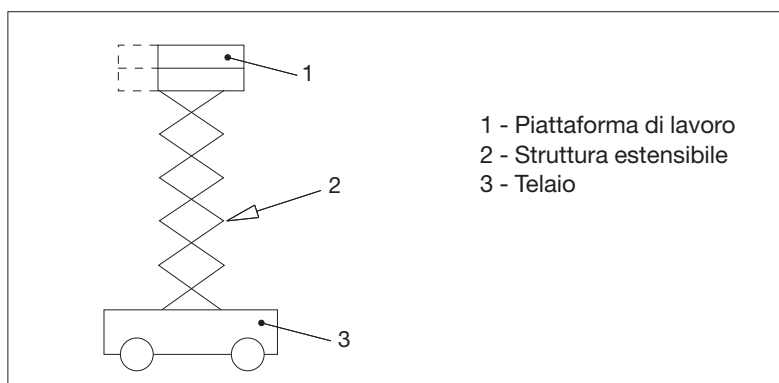 1
2
3
1 - Piattaforma di lavoro
2 - Struttura estensibile
3 - Telaio